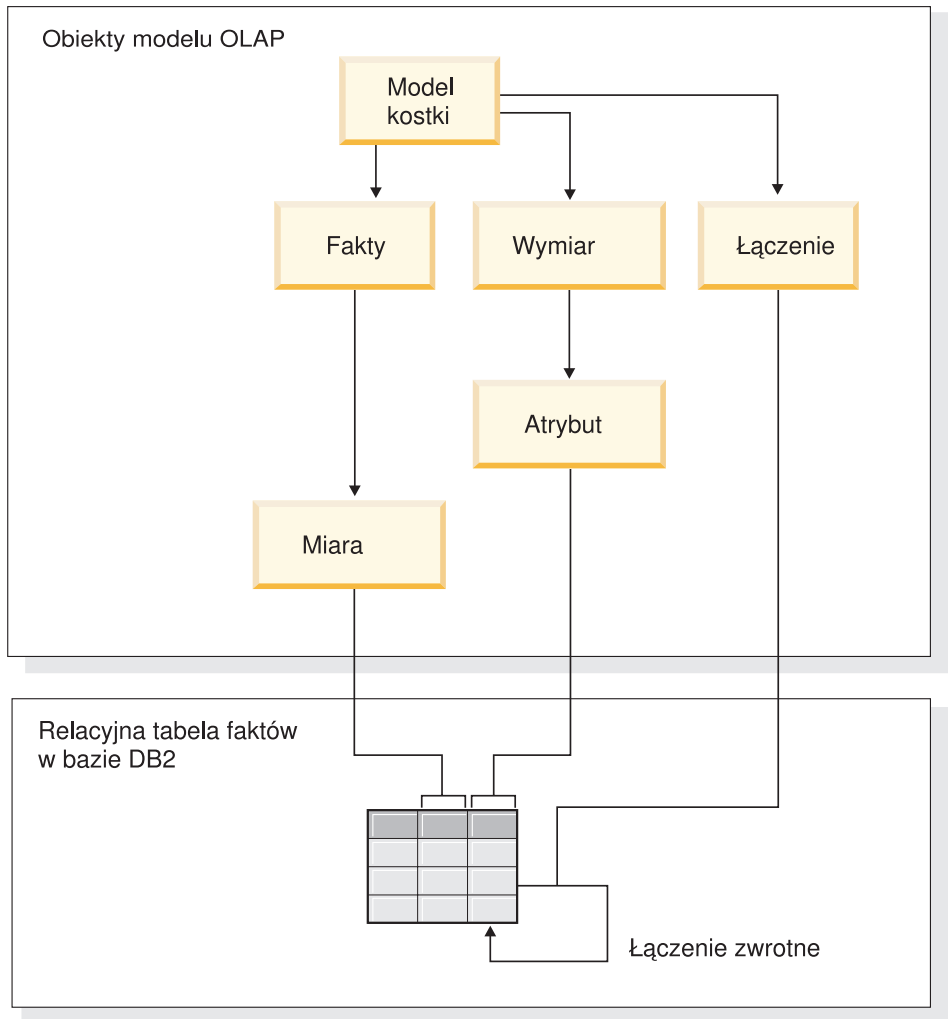 Obiekty modelu OLAP
Model
kostki
Fakty
Wymiar
Łączenie
Atrybut
Miara
Relacyjna tabela faktów
w bazie DB2
Łączenie zwrotne